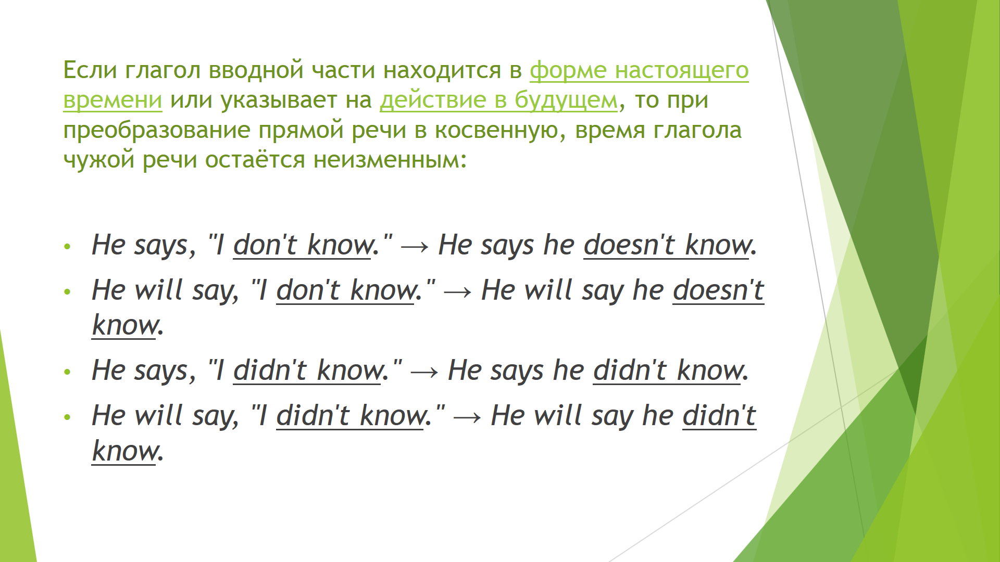 Если глагол вводной части находится в форме настоящего
времени или указывает на действие в будущем, то при
преобразование прямой речи в косвенную, время глагола
чужой речи остаётся неизменным:
• He says, "I don't know." → He says he doesn't know.
• He will say, "I don't know." → He will say he doesn't
know.
• He says, "I didn't know." → He says he didn't know.
• He will say, "I didn't know." → He will say he didn't
know.